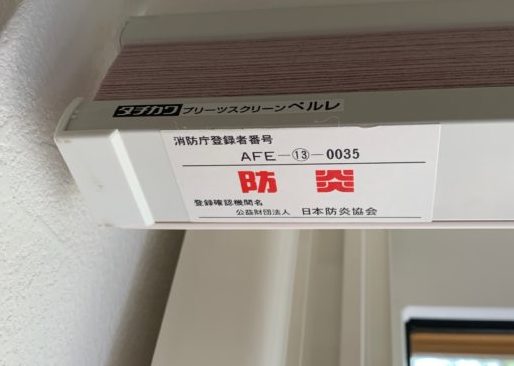 タチカワ プリーツスクリーンペルレ
消防庁登録者番号
AFE－⑬－0035
防炎
登録確認機関名
公益財団法人 日本防炎協会